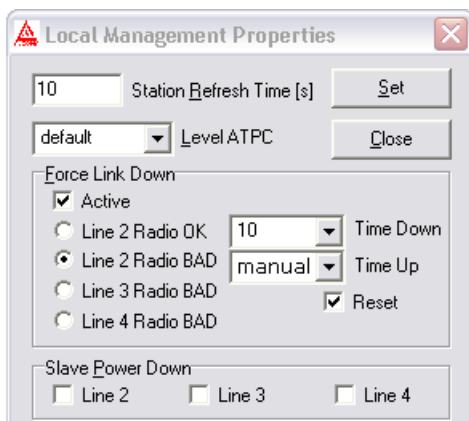 Local Management Properties
10 Station Refresh Time [s] Set
default Level ATPC Close
Force Link Down
Active
Line 2 Radio OK 10 Time Down
Line 2 Radio BAD manual Time Up
Line 3 Radio BAD Reset
Line 4 Radio BAD
Slave Power Down
Line 2 Line 3 Line 4